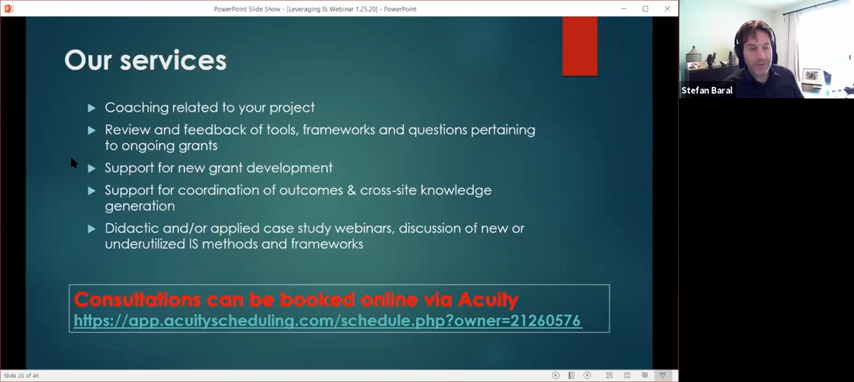 PowerPoint Slide Show - [Leveraging IS Webinar 1.25.20] - PowerPoint
Our services
Coaching related to your project
Review and feedback of tools, frameworks and questions pertaining
to ongoing grants
Support for new grant development
Support for coordination of outcomes & cross-site knowledge
generation
Didactic and/or applied case study webinars, discussion of new or
underutilized IS methods and frameworks
Consultations can be booked online via Acuity
https://app.acuityscheduling.com/schedule.php?owner=21260576
Slide 26 of 46
Stefan Baral